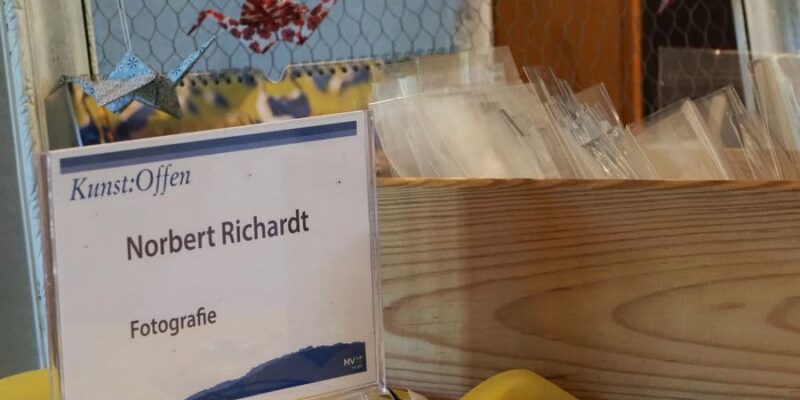 Kunst:Offen
Norbert Richardt
Fotografie
MV